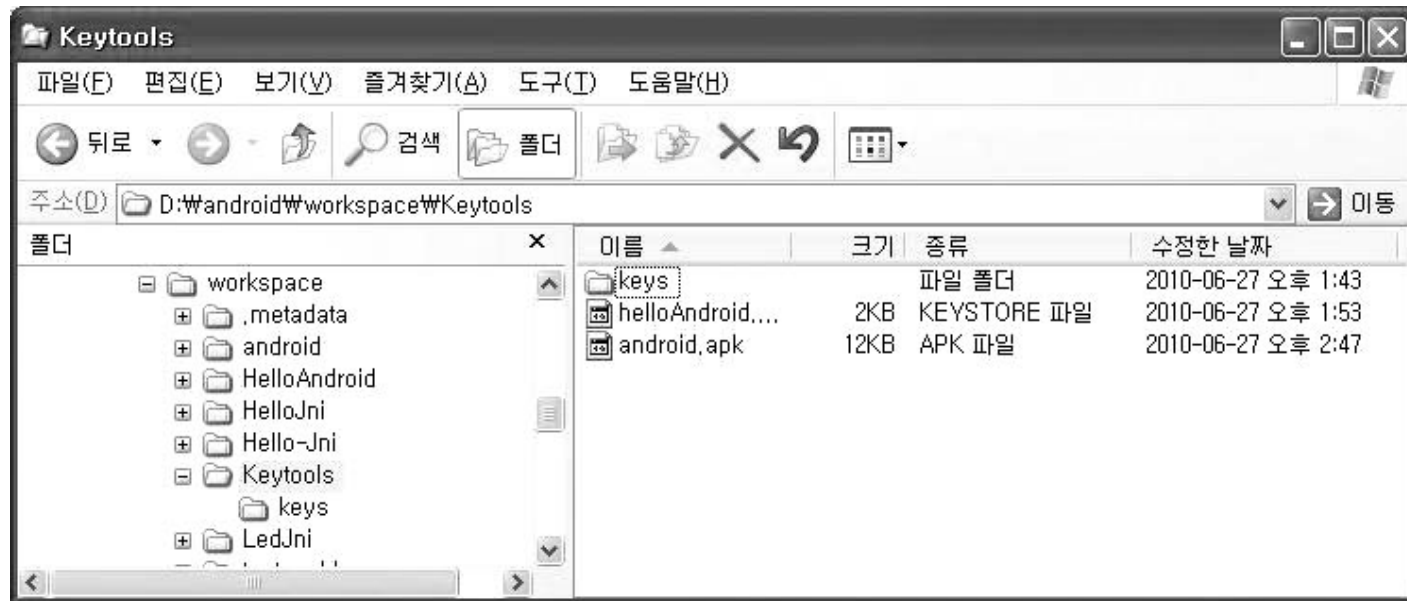 Keytools
파일(F) 편집(E) 보기(V) 즐겨찾기(A) 도구(T) 도움말(H)
뒤로 검색 폴더
주소(D) D:₩android₩workspace₩Keytools 이동
폴더 × 이름 크기 종류 수정한 날짜
workspace
.metadata
android
HelloAndroid
HelloJni
Hello-Jni
Keytools
keys
LedJni
keys 파일 폴더 2010-06-27 오후 1:43
helloAndroid.... 2KB KEYSTORE 파일 2010-06-27 오후 1:53
android.apk 12KB APK 파일 2010-06-27 오후 2:47